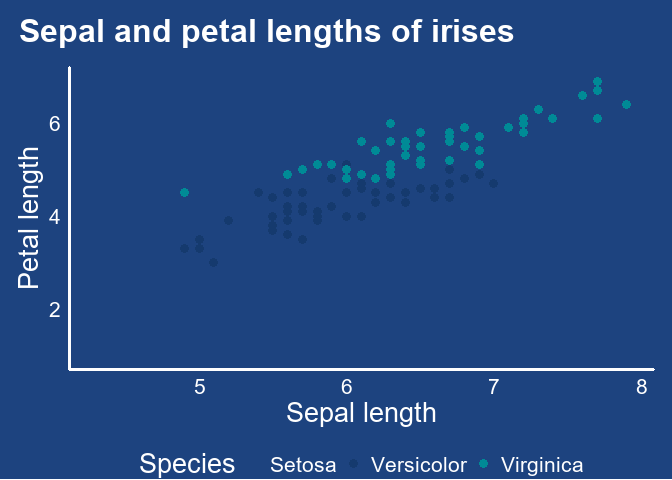 Sepal and petal lengths of irises
Petal length
6
4
2
5 6 7 8
Sepal length
Species Setosa Versicolor Virginica